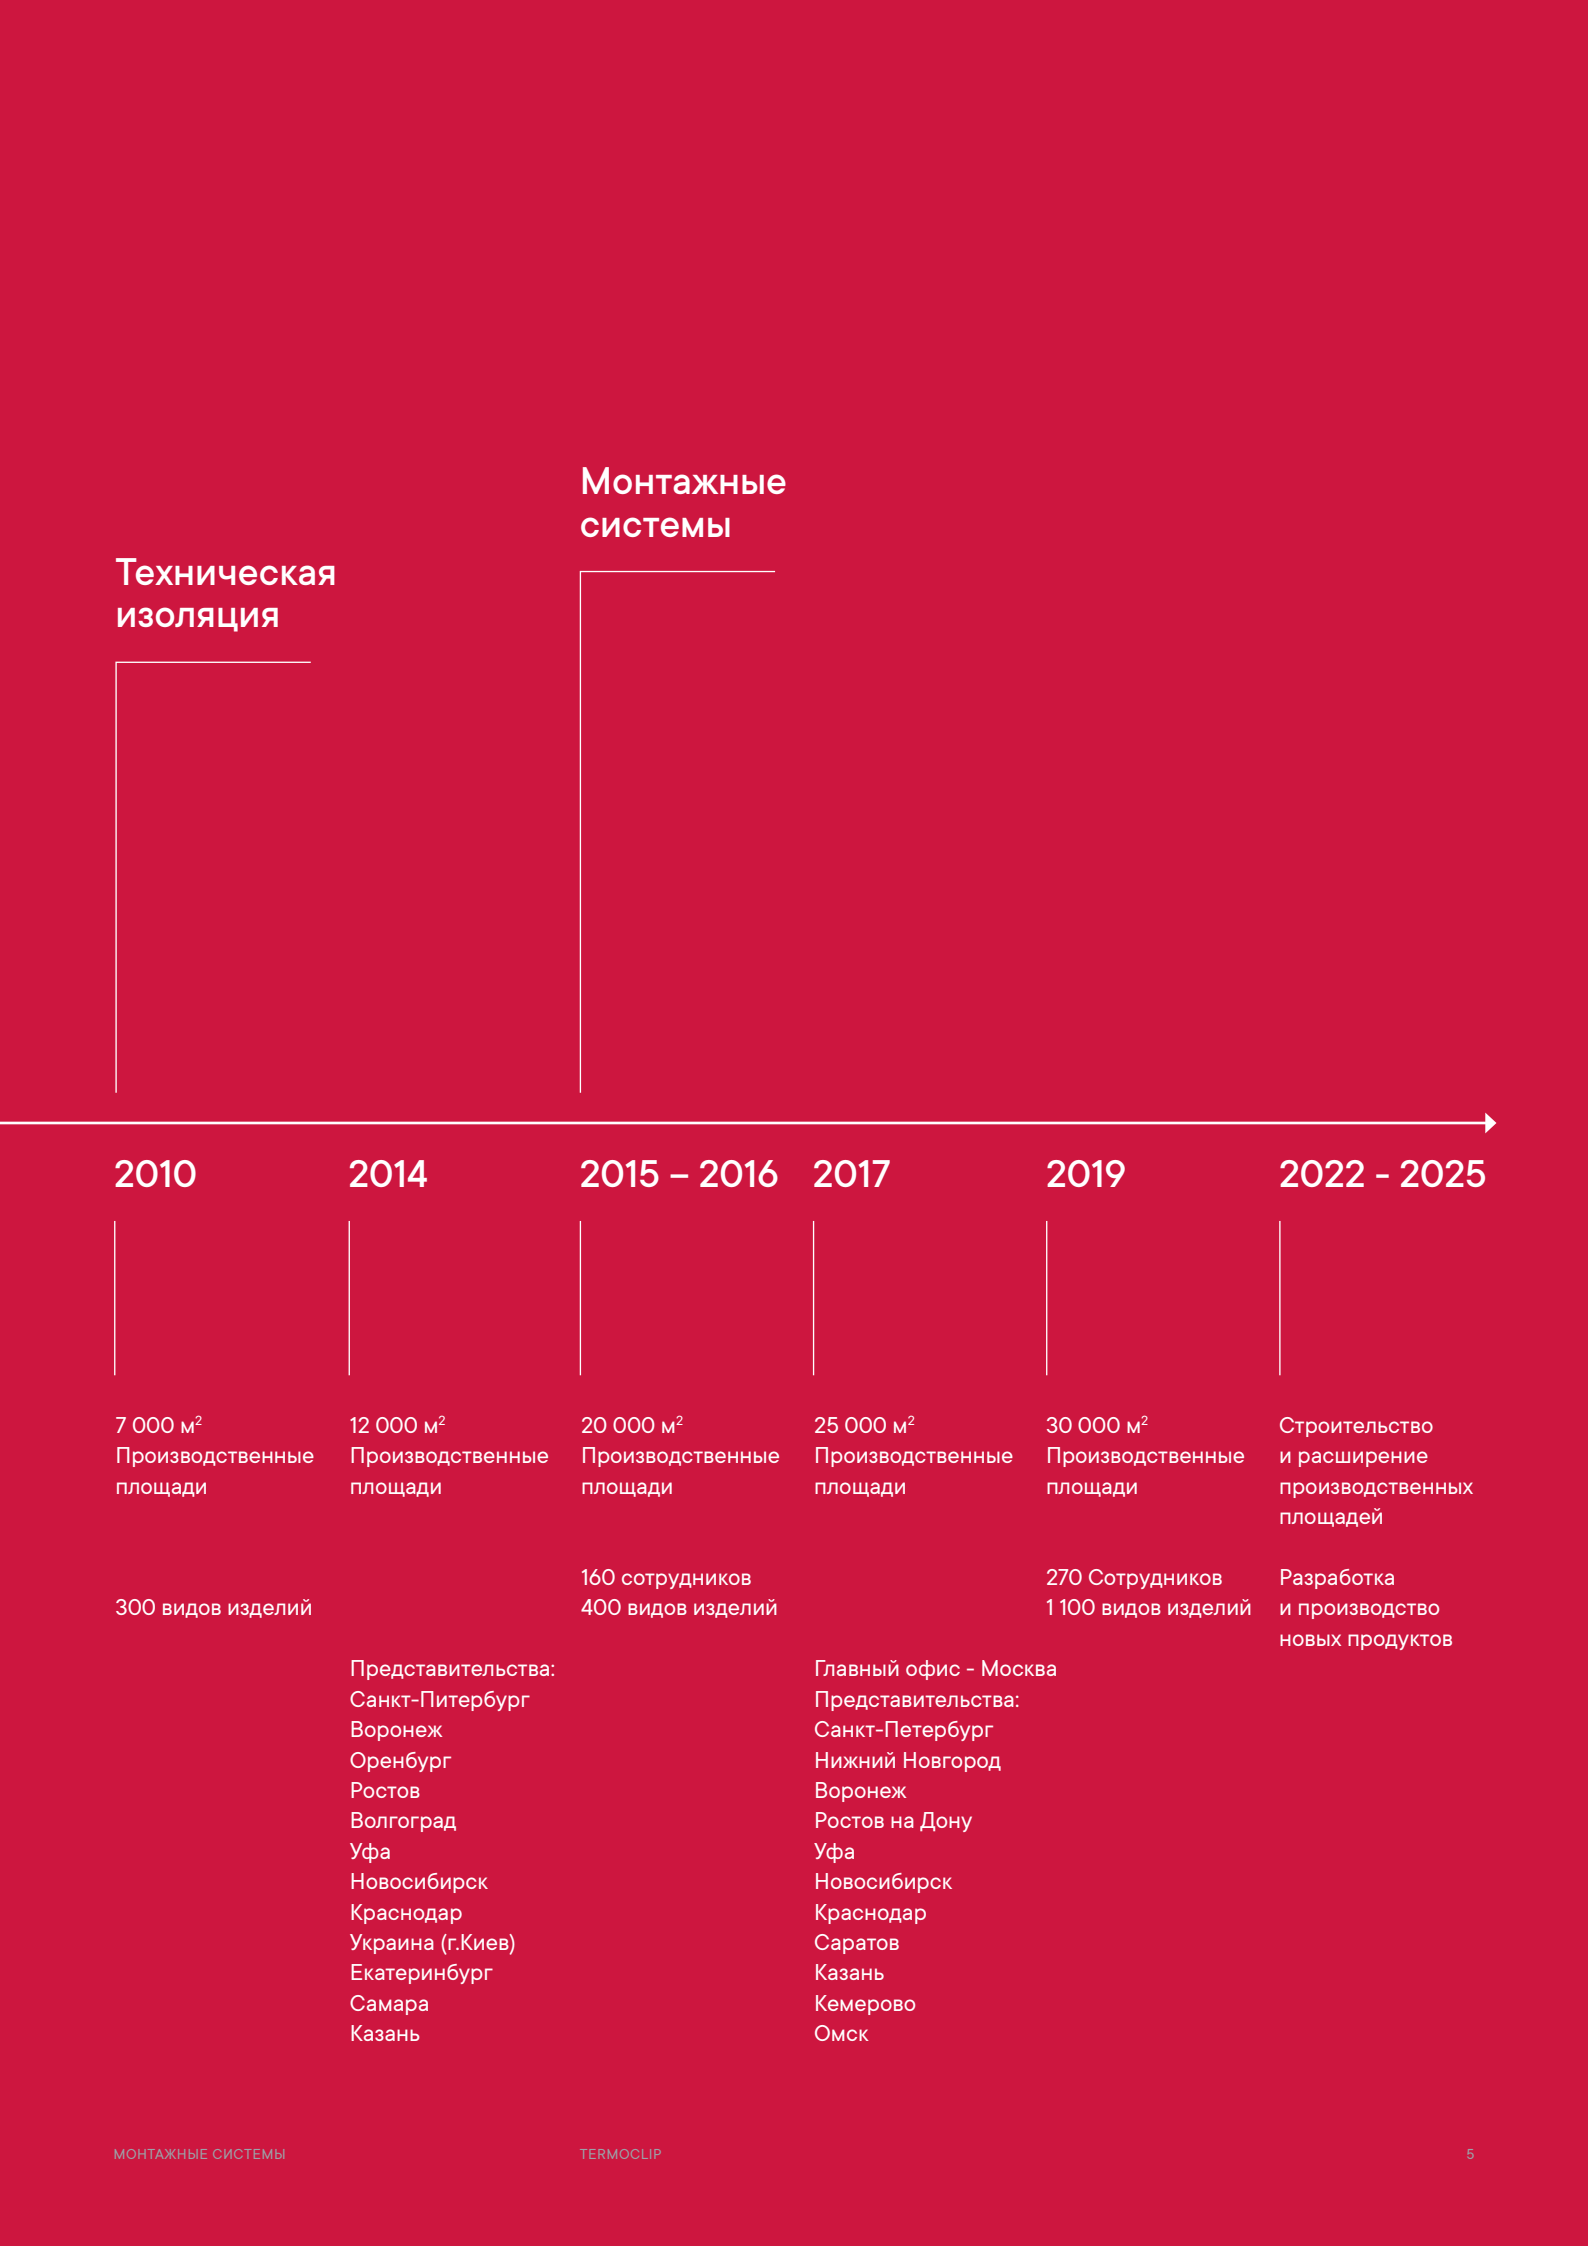 Монтажные
системы
Техническая
изоляция
2010
2014
2015 – 2016
2017
2019
2022 - 2025
7 000 м²
Производственные
площади
300 видов изделий
12 000 м²
Производственные
площади
Представительства:
Санкт-Питербург
Воронеж
Оренбург
Ростов
Волгоград
Уфа
Новосибирск
Краснодар
Украина (г.Киев)
Екатеринбург
Самара
Казань
20 000 м²
Производственные
площади
160 сотрудников
400 видов изделий
25 000 м²
Производственные
площади
Главный офис - Москва
Представительства:
Санкт-Петербург
Нижний Новгород
Воронеж
Ростов на Дону
Уфа
Новосибирск
Краснодар
Саратов
Казань
Кемерово
Омск
30 000 м²
Производственные
площади
270 Сотрудников
1 100 видов изделий
Строительство
и расширение
производственных
площадей
Разработка
и производство
новых продуктов
МОНТАЖНЫЕ СИСТЕМЫ
TERMOCLIP
5